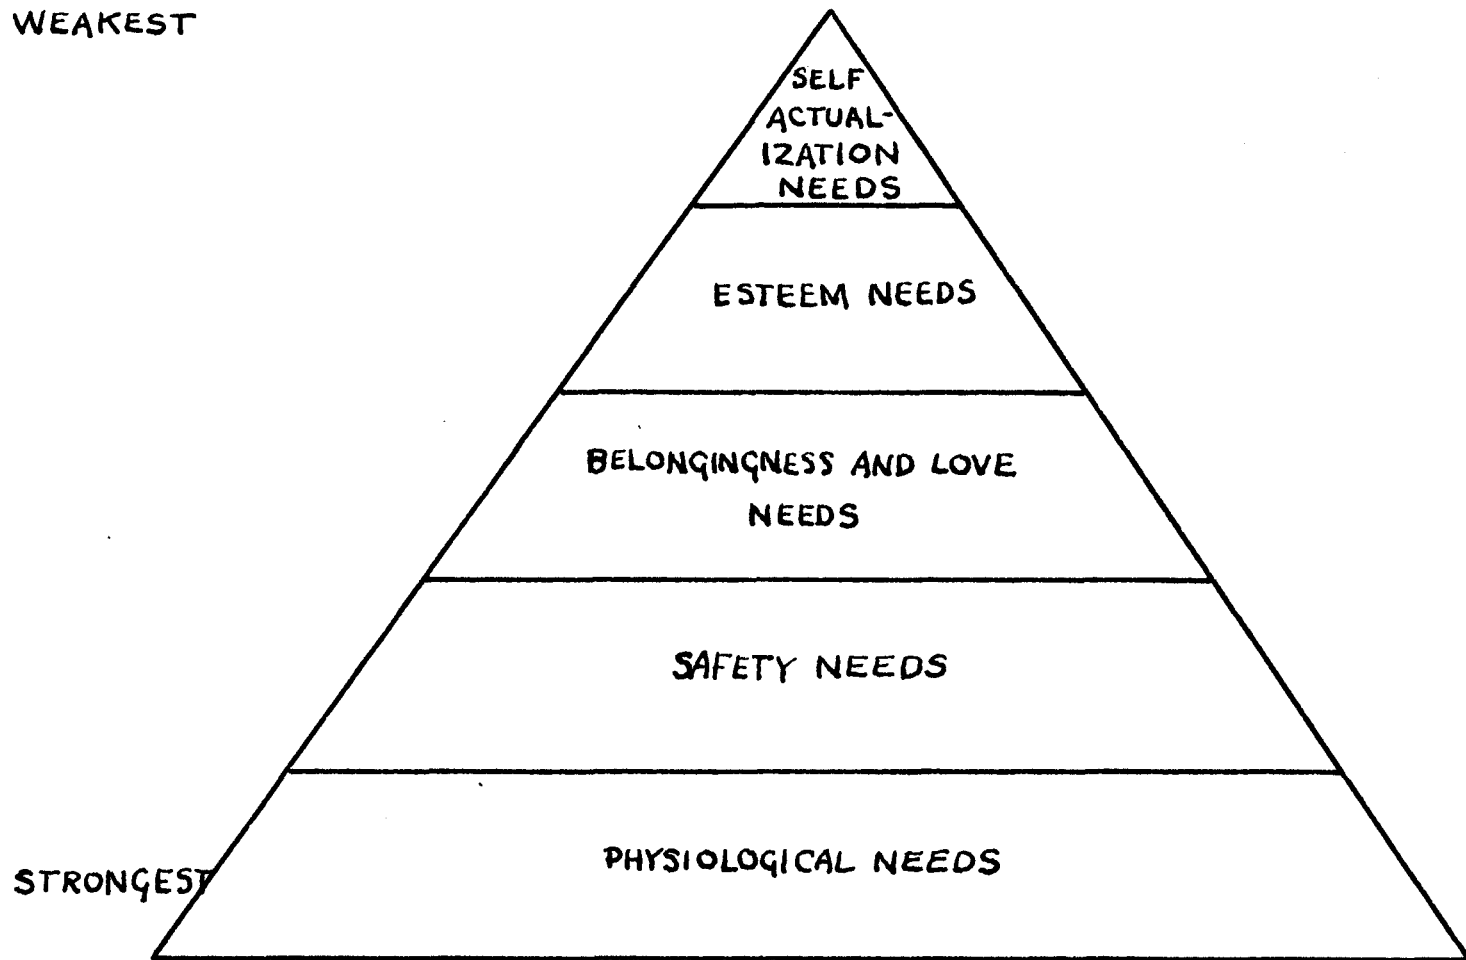 WEAKEST
SELF
ACTUAL-
IZATION
NEEDS
ESTEEM NEEDS
BELONGINGNESS AND LOVE
NEEDS
SAFETY NEEDS
PHYSIOLOGICAL NEEDS
STRONGEST